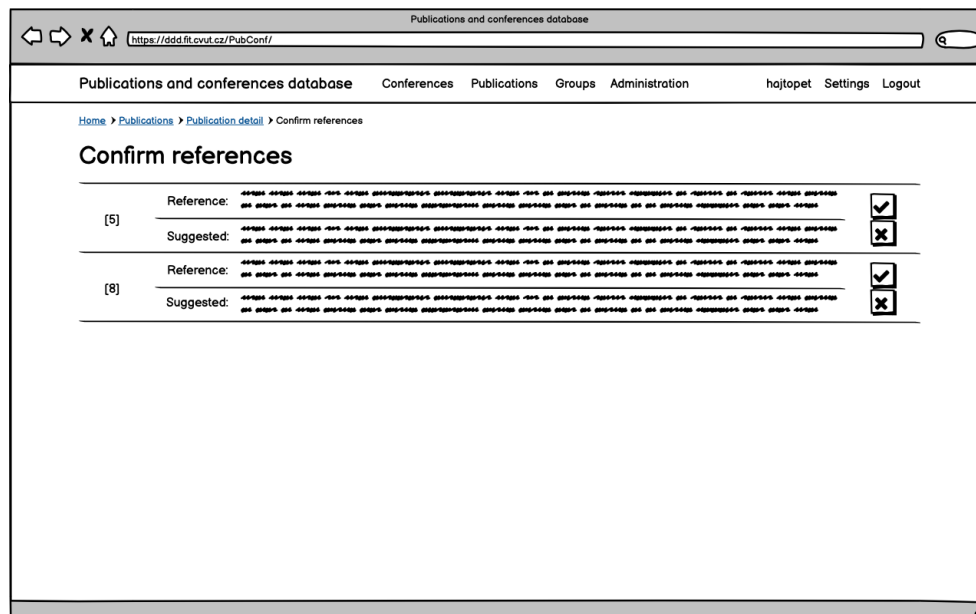 Publications and conferences database
https://ddd.fit.cvut.cz/PubConf/
Publications and conferences database Conferences Publications Groups Administration hajtopet Settings Logout
Home > Publications > Publication detail > Confirm references
Confirm references
Reference:
[5]
Suggested:
Reference:
[8]
Suggested: